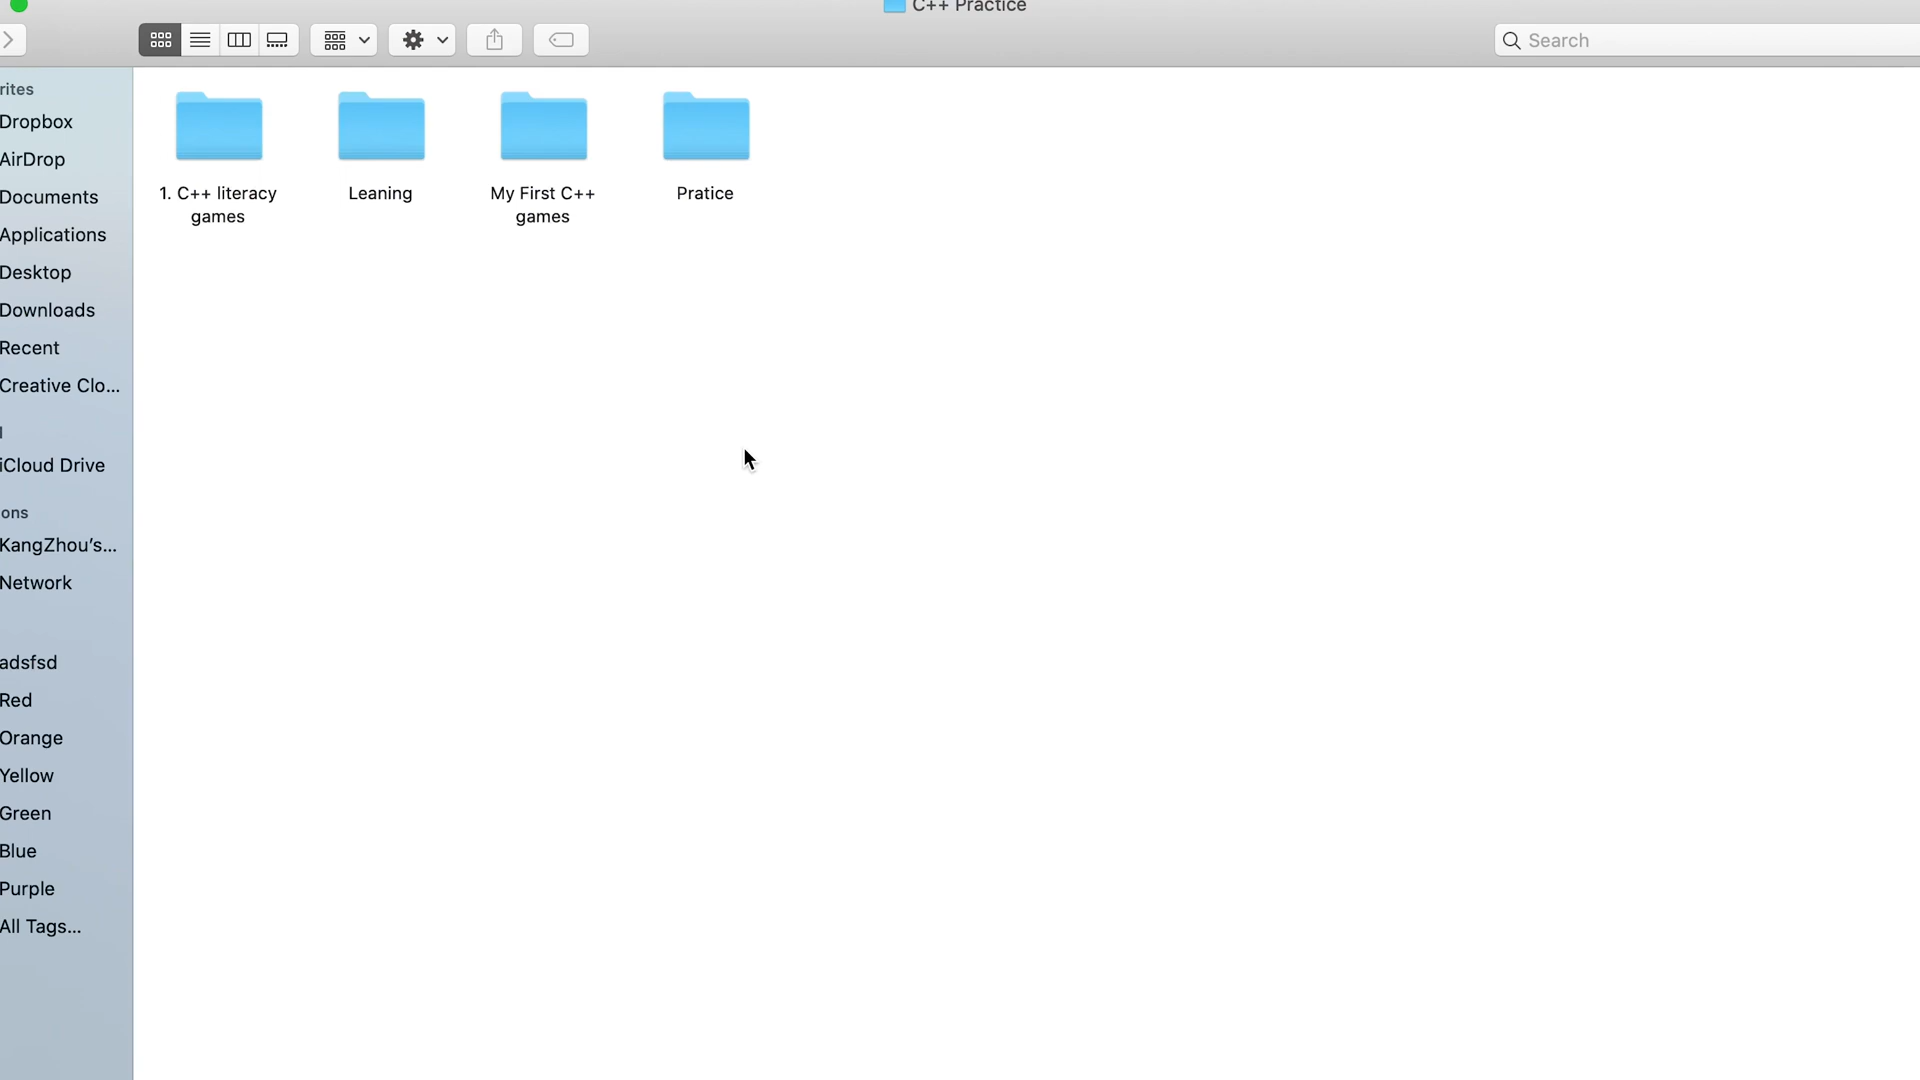 C++ Practice
Search
rites
Dropbox
AirDrop
Documents
Applications
Desktop
Downloads
Recent
Creative Clo...
iCloud Drive
ons
KangZhou's...
Network
adsfsd
Red
Orange
Yellow
Green
Blue
Purple
All Tags...
1. C++ literacy
games
Leaning
My First C++
games
Pratice